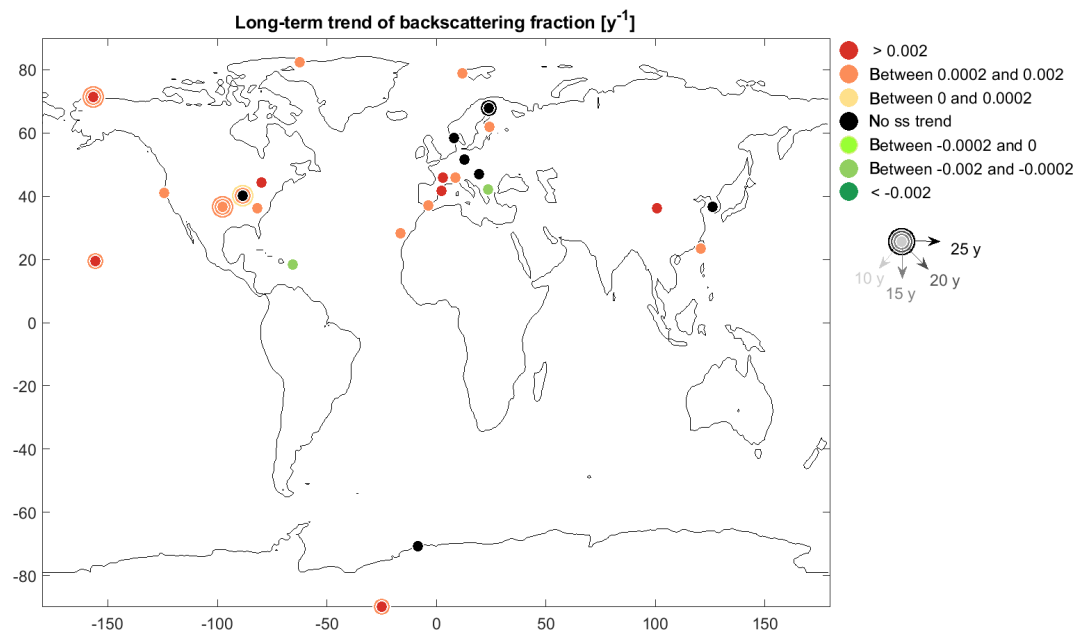 Long-term trend of backscattering fraction [y-1]
> 0.002
Between 0.0002 and 0.002
Between 0 and 0.0002
No ss trend
Between -0.0002 and 0
Between -0.002 and -0.0002
< -0.002
25 y
10 y
20 y
15 y
80
60
40
20
0
-20
-40
-60
-80
-150
-100
-50
0
50
100
150